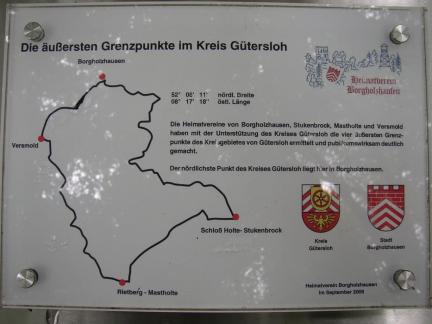 Die äußersten Grenzpunkte im Kreis Gütersloh
Borgholzhausen
Heimatverein
Borgholzhausen
52° 06' 11" nördl. Breite
08° 17' 18" östl. Länge
Versmold
Die Heimatvereine von Borgholzhausen, Stukenbrock, Mastholte und Versmold
haben mit der Unterstützung des Kreises Gütersloh die vier äußersten Grenz-
punkte des Kreisgebietes von Gütersloh ermittelt und publikumswirksam deutlich
gemacht.
Der nördlichste Punkt des Kreises Gütersloh liegt hier in Borgholzhausen.
Schloß Holte- Stukenbrock
Kreis
Gütersloh
Stadt
Borgholzhausen
Rietberg - Mastholte
Heimatverein Borgholzhausen
im September